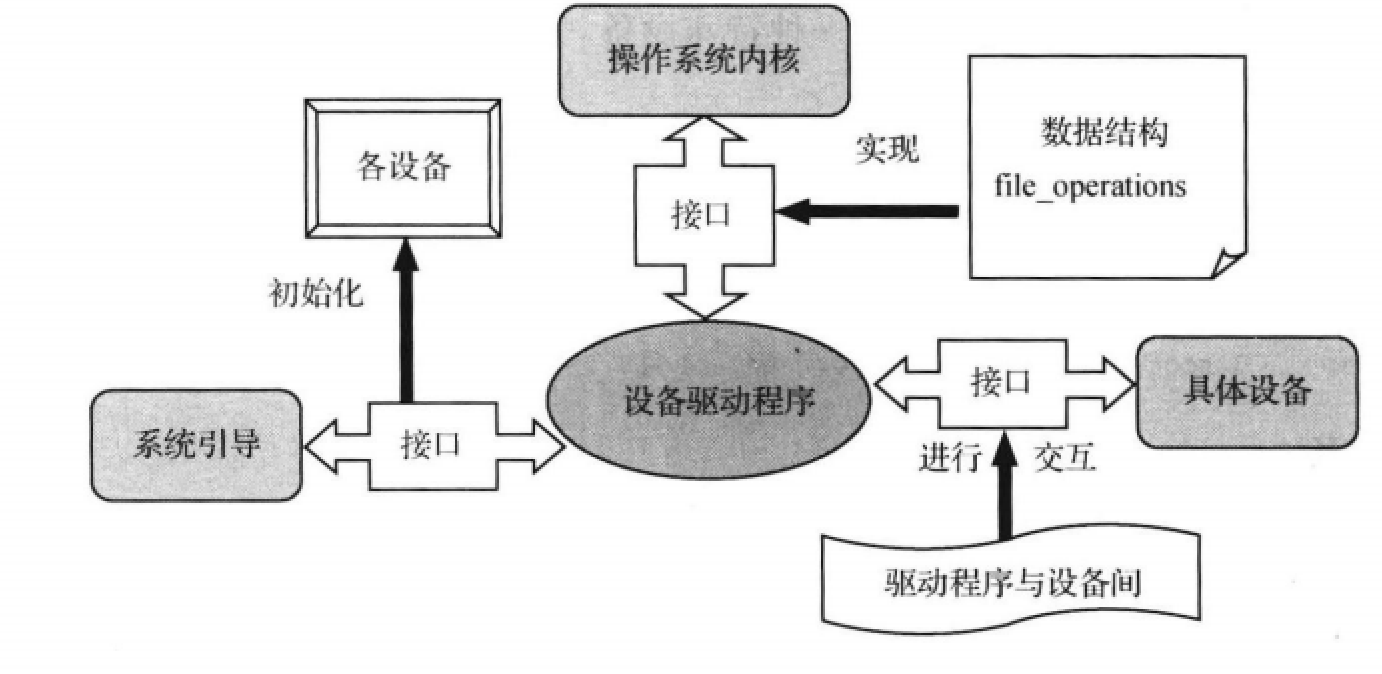 操作系统内核
数据结构
file_operations
实现
各设备
接口
初始化
设备驱动程序
接口
具体设备
系统引导
接口
进行
交互
驱动程序与设备间